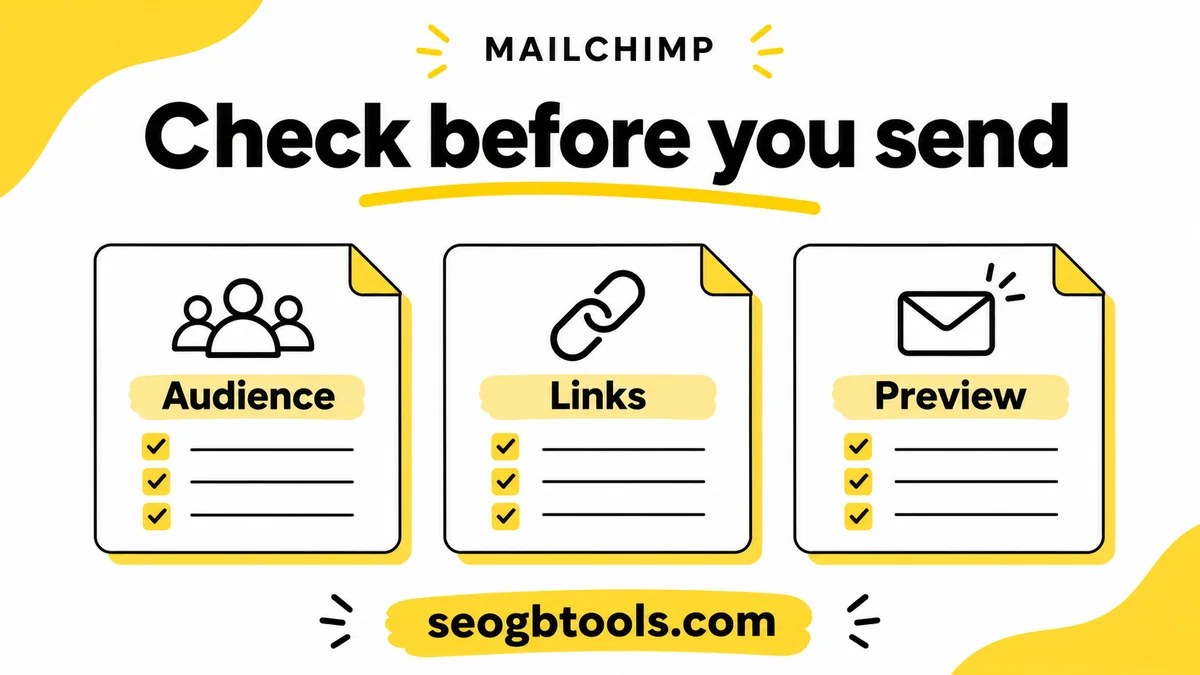 MAILCHIMP
Check before you send
Audience
Links
Preview
seogbtools.com